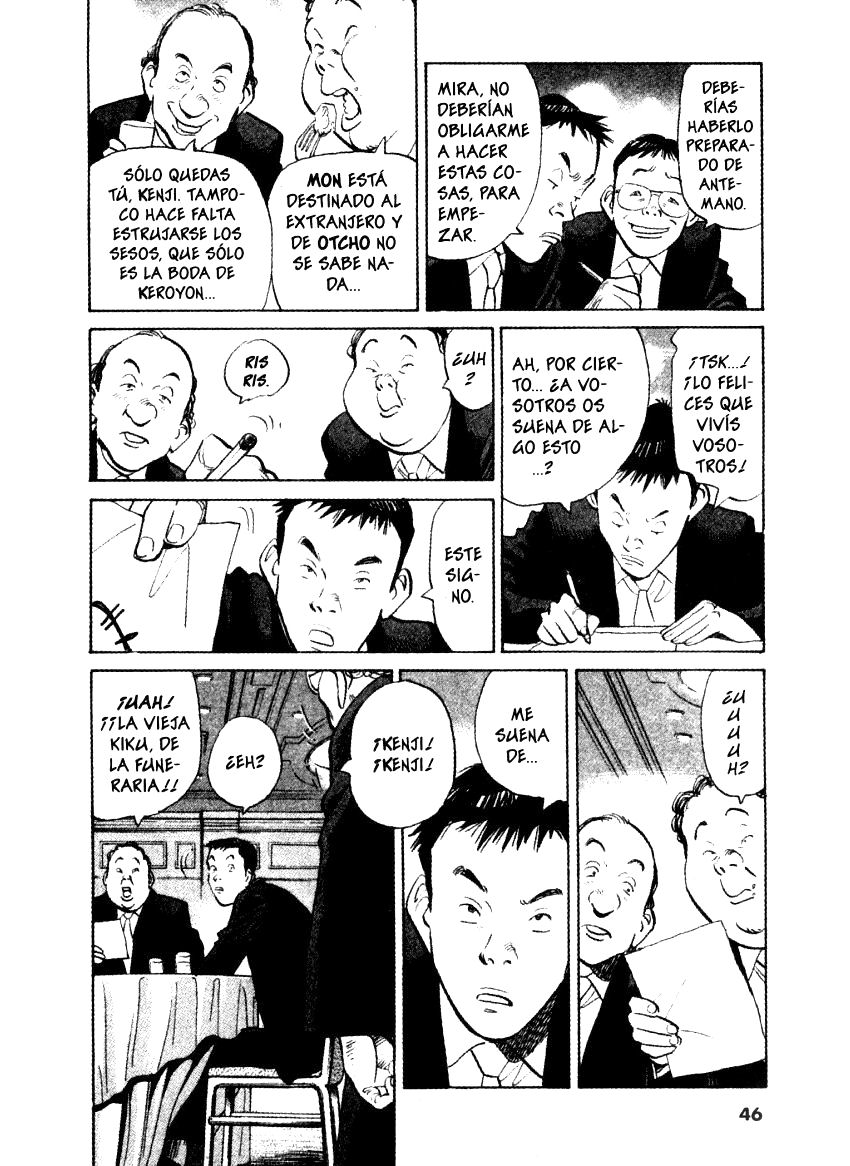 DEBE-
RÍAS
HABERLO
PREPARA-
DO DE
ANTE-
MANO.
MIRA, NO
DEBERÍAN
OBLIGARME
A HACER
ESTAS CO-
SAS, PARA
EMPE-
ZAR.
MON ESTÁ
DESTINADO AL
EXTRANJERO Y
DE OTCHO NO
SE SABE NA-
DA...
SÓLO QUEDAS
TÚ, KENJI. TAMPO-
CO HACE FALTA
ESTRUJARSE LOS
SESOS, QUE SÓLO
ES LA BODA DE
KEROYON...
¡TSK...!
¡LO FELI-
CES QUE
VIVÍS
VOSO-
TROS!
AH, POR CIER-
TO... ¿A VO-
SOTROS OS
SUENA DE AL-
GO ESTO
...?
¿UH
?
RIS
RIS.
ESTE
SIG-
NO.
¿U
U
U
U
H?
ME
SUENA
DE...
¡KENJI!
¡KENJI!
¿EH?
¡UAH!
¡¡LA VIEJA
KIKU, DE
LA FUNE-
RARIA!!
46